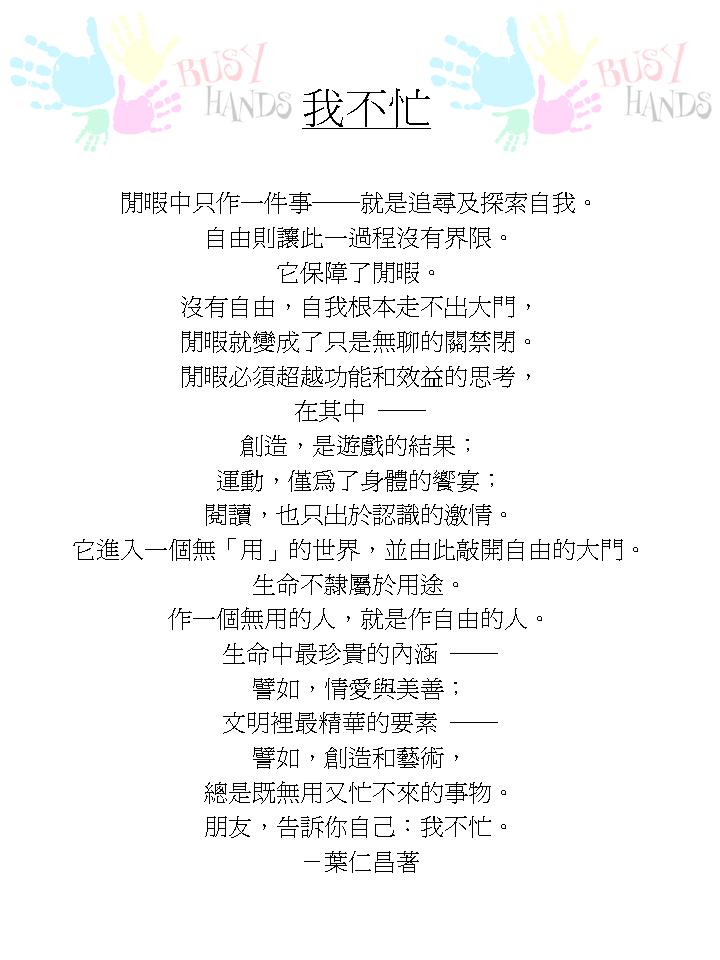 BUSY
HANDS
BUSY
HANDS
我不忙
閒暇中只作一件事──就是追尋及探索自我。
自由則讓此一過程沒有界限。
它保障了閒暇。
沒有自由，自我根本走不出大門，
閒暇就變成了只是無聊的關禁閉。
閒暇必須超越功能和效益的思考，
在其中 ──
創造，是遊戲的結果；
運動，僅為了身體的饗宴；
閱讀，也只出於認識的激情。
它進入一個無「用」的世界，並由此敲開自由的大門。
生命不隸屬於用途。
作一個無用的人，就是作自由的人。
生命中最珍貴的內涵 ──
譬如，情愛與美善；
文明裡最精華的要素 ──
譬如，創造和藝術，
總是既無用又忙不來的事物。
朋友，告訴你自己：我不忙。
－葉仁昌著